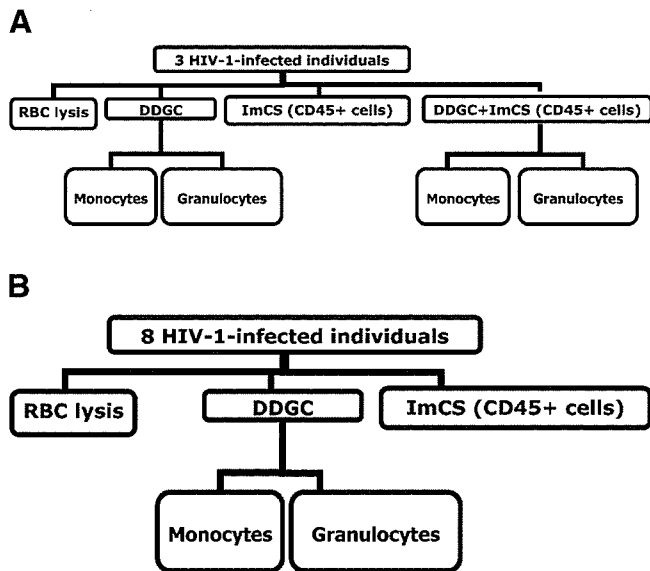 A
3 HIV-1-infected individuals
RBC lysis
DDGC
ImCS (CD45+ cells)
DDGC+ImCS (CD45+ cells)
Monocytes
Granulocytes
Monocytes
Granulocytes
B
8 HIV-1-infected individuals
RBC lysis
DDGC
ImCS (CD45+ cells)
Monocytes
Granulocytes